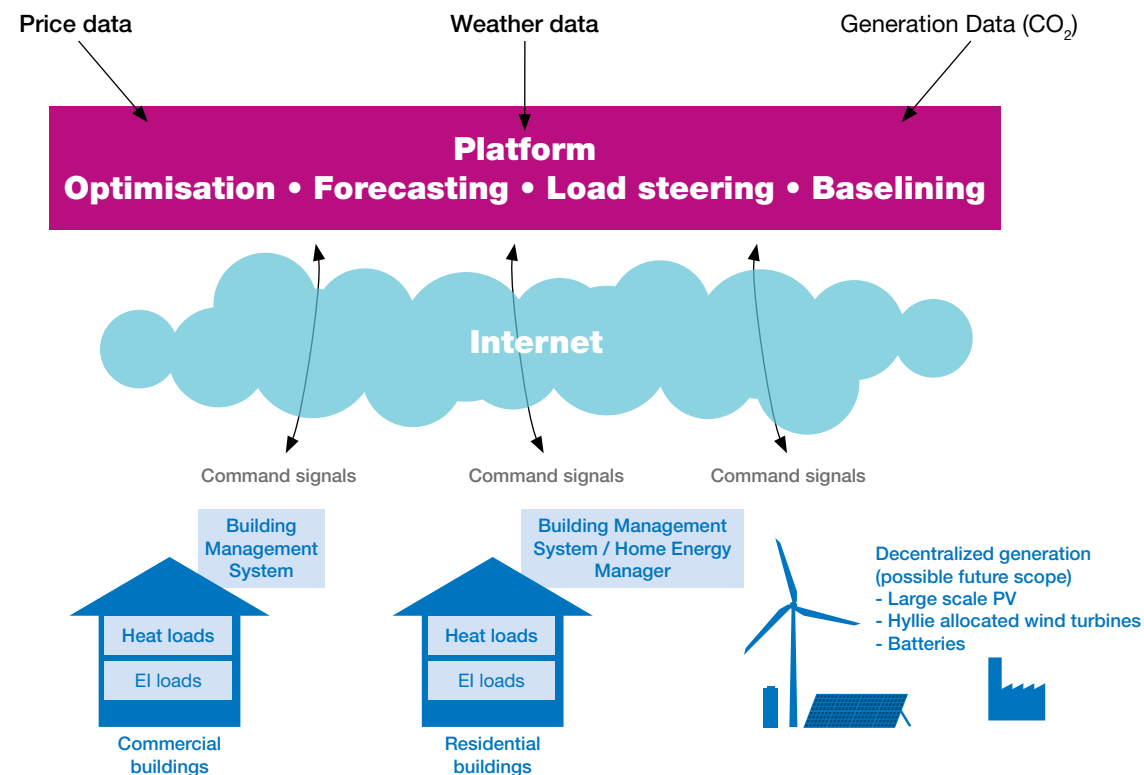 Price data
Weather data
Generation Data (CO₂)
Platform
Optimisation • Forecasting • Load steering • Baselining
Internet
Command signals
Command signals
Command signals
Building
Management
System
Heat loads
El loads
Commercial
buildings
Building Management
System / Home Energy
Manager
Heat loads
El loads
Residential
buildings
Decentralized generation
(possible future scope)
- Large scale PV
- Hyllie allocated wind turbines
- Batteries